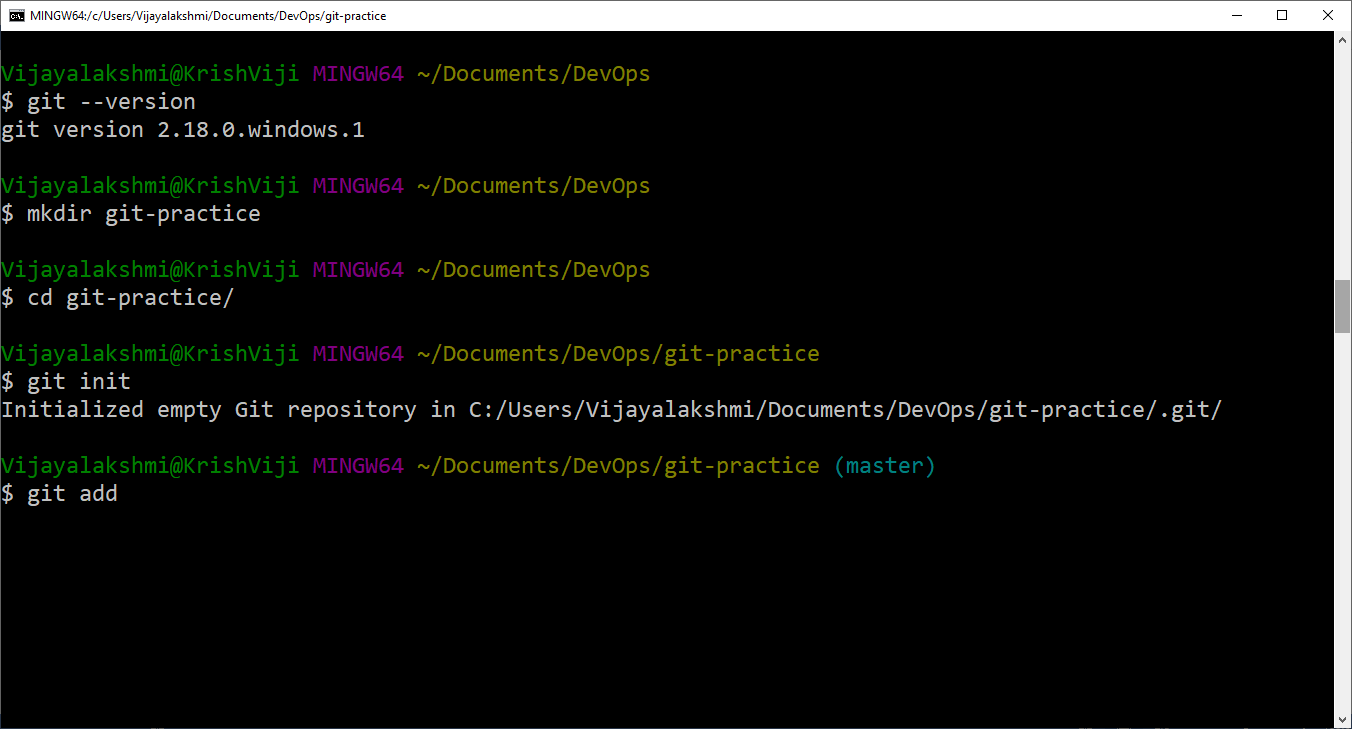 MINGW64:/c/Users/Vijayalakshmi/Documents/DevOps/git-practice
Vijayalakshmi@KrishViji MINGW64 ~/Documents/DevOps
$ git --version
git version 2.18.0.windows.1
Vijayalakshmi@KrishViji MINGW64 ~/Documents/DevOps
$ mkdir git-practice
Vijayalakshmi@KrishViji MINGW64 ~/Documents/DevOps
$ cd git-practice/
Vijayalakshmi@KrishViji MINGW64 ~/Documents/DevOps/git-practice
$ git init
Initialized empty Git repository in C:/Users/Vijayalakshmi/Documents/DevOps/git-practice/.git/
Vijayalakshmi@KrishViji MINGW64 ~/Documents/DevOps/git-practice (master)
$ git add